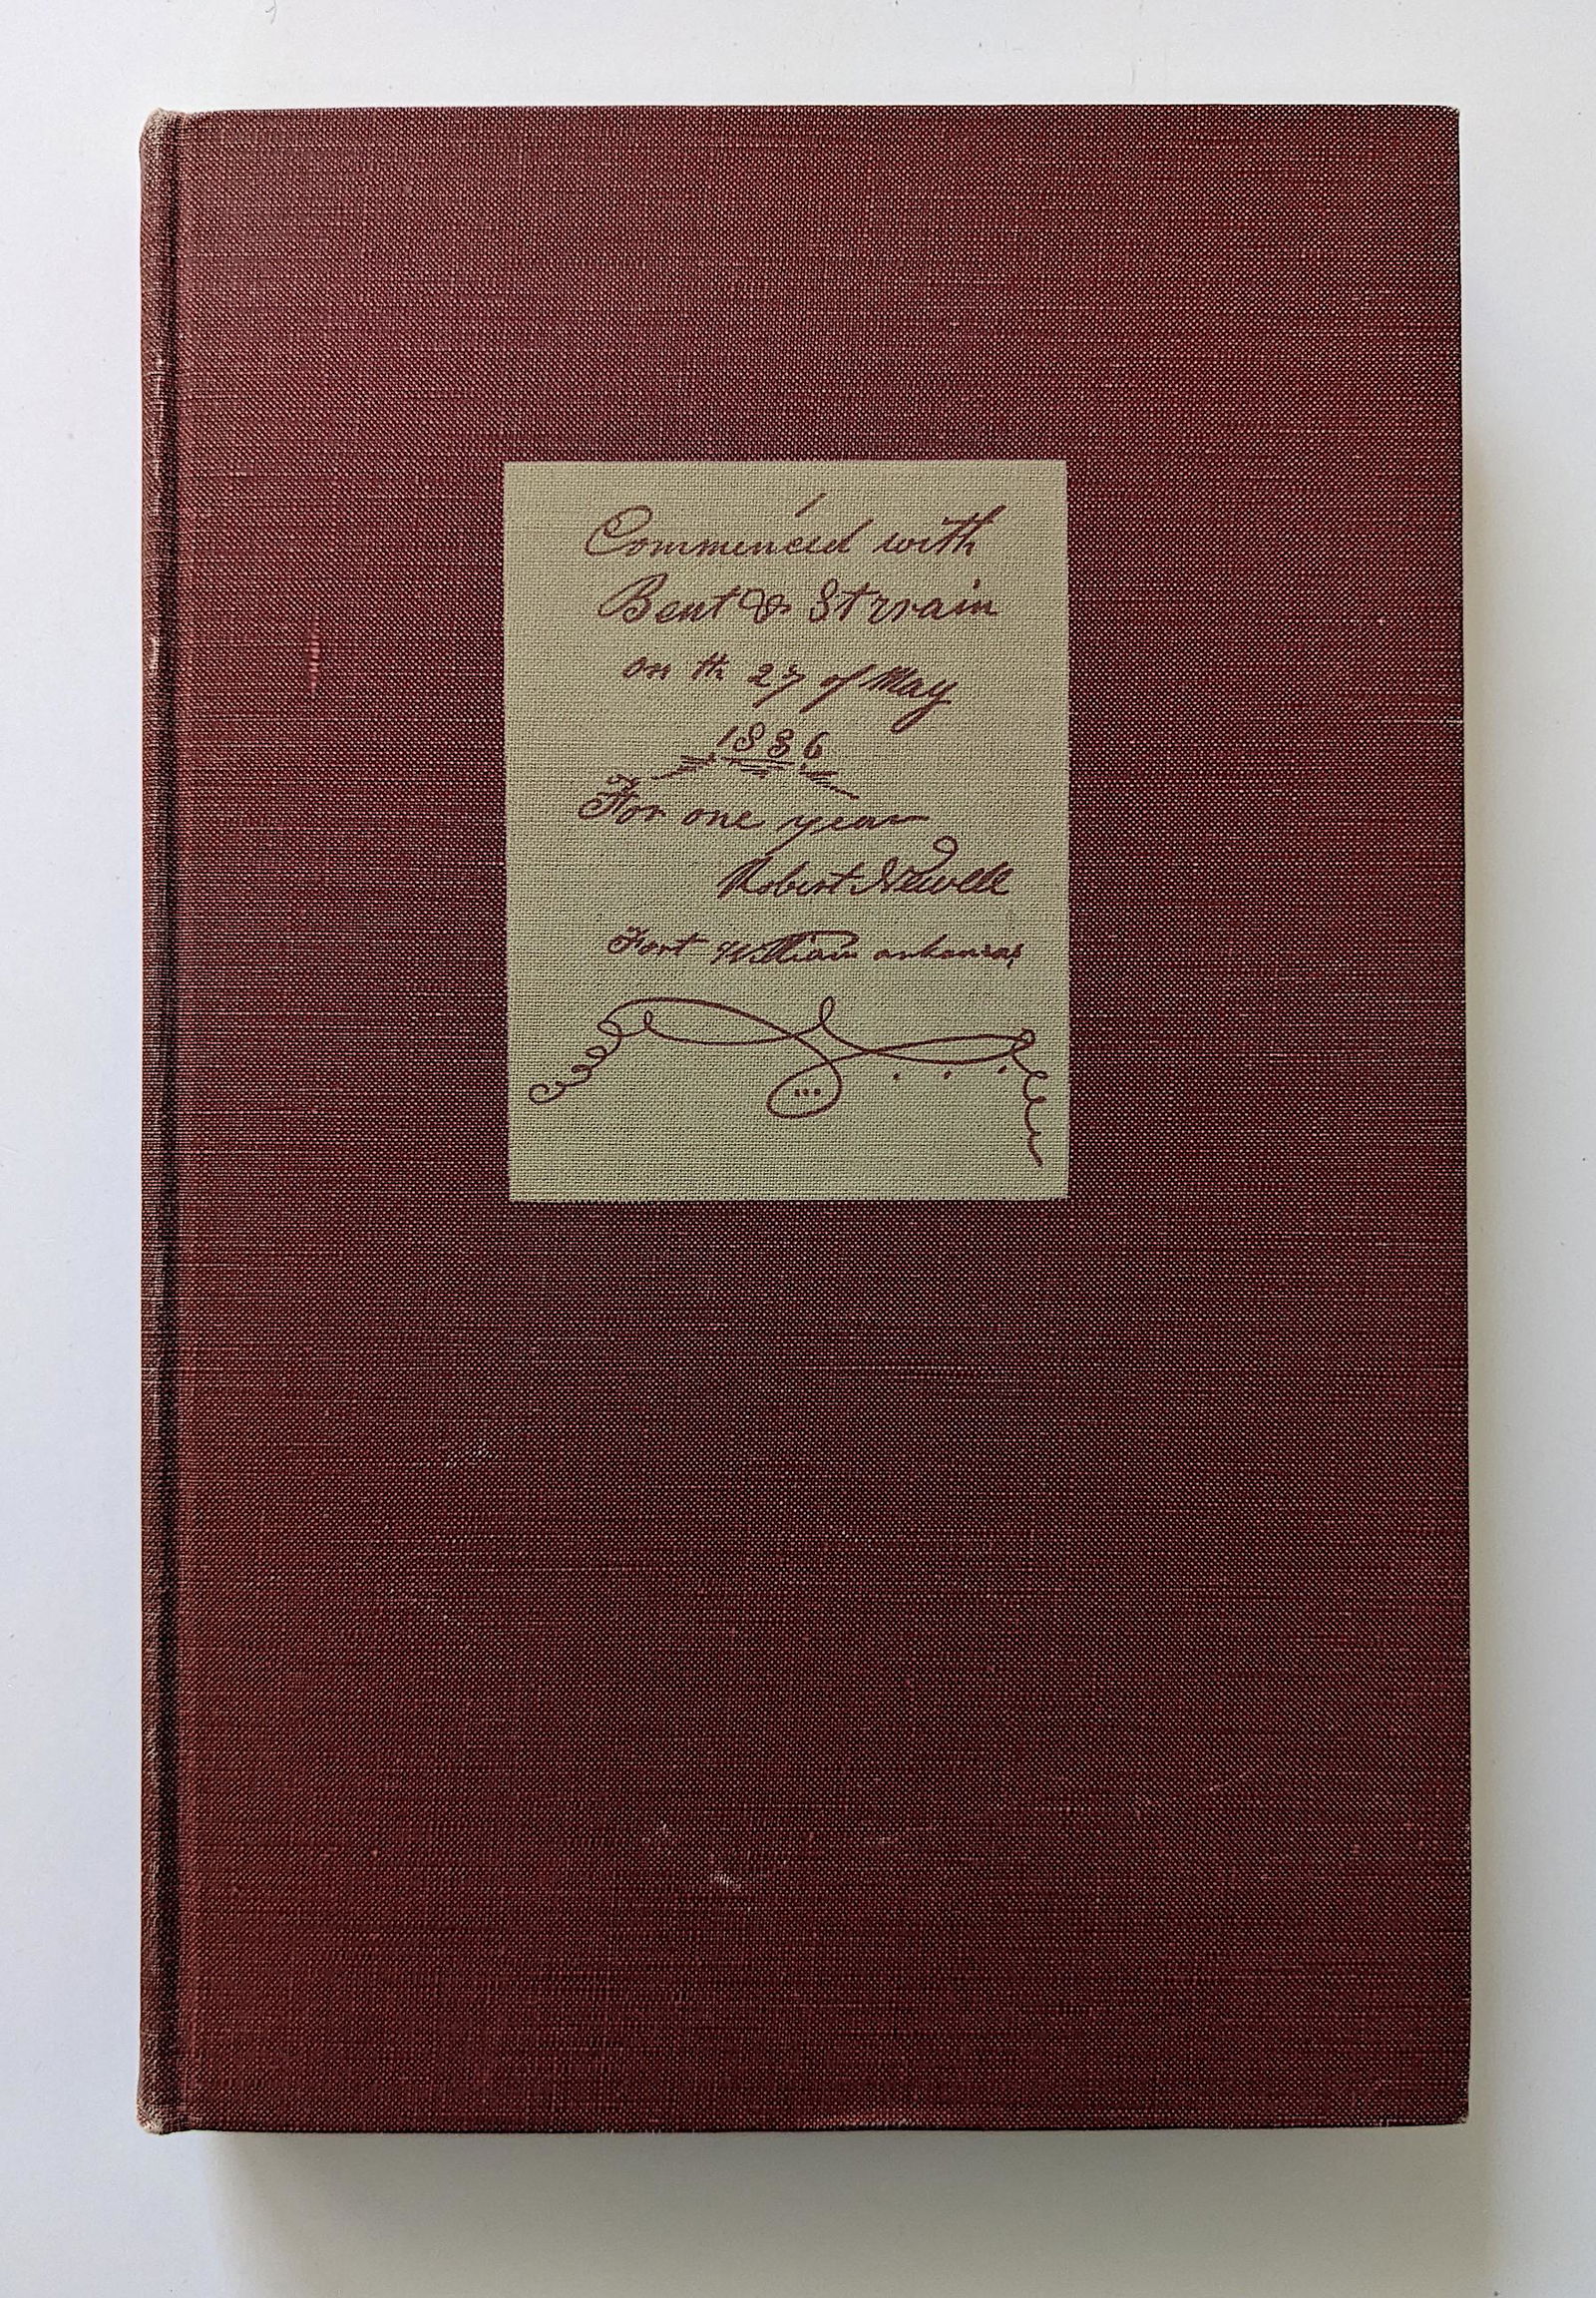 Commenced with
Bent & St vrain
on th 27 of May
1836
For one year
Robert Newell
Fort William arkansas